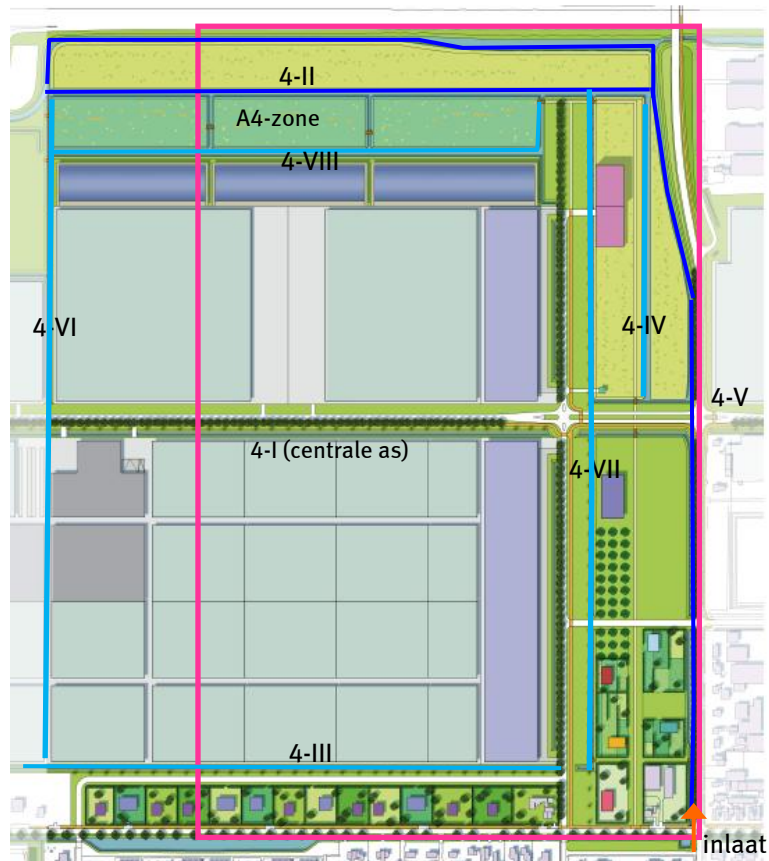 4-II
A4-zone
4-VIII
4-VI
4-IV
4-V
4-I (centrale as)
4-VII
4-III
inlaat